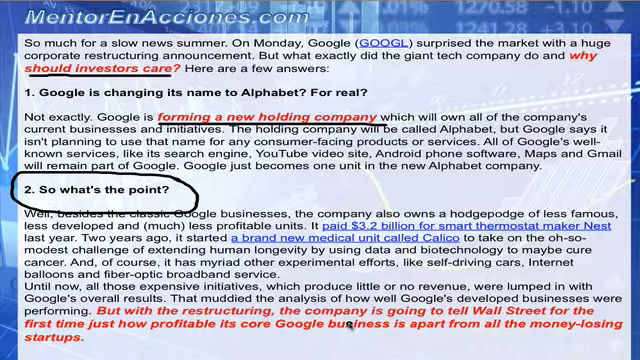 MentorEnAcciones.com
So much for a slow news summer. On Monday, Google (GOOGL) surprised the market with a huge
corporate restructuring announcement. But what exactly did the giant tech company do and why
should investors care? Here are a few answers:
1. Google is changing its name to Alphabet? For real?
Not exactly. Google is forming a new holding company which will own all of the company's
current businesses and initiatives. The holding company will be called Alphabet, but Google says it
isn't planning to use that name for any consumer-facing products or services. All of Google's well-
known services, like its search engine, YouTube video site, Android phone software, Maps and Gmail
will remain part of Google. Google just becomes one unit in the new Alphabet company.
2. So what's the point?
Well, besides the classic Google businesses, the company also owns a hodgepodge of less famous,
less developed and (much) less profitable units. It paid $3.2 billion for smart thermostat maker Nest
last year. Two years ago, it started a brand new medical unit called Calico to take on the oh-so-
modest challenge of extending human longevity by using data and biotechnology to maybe cure
cancer. And, of course, it has myriad other experimental efforts, like self-driving cars, Internet
balloons and fiber-optic broadband service.
Until now, all those expensive initiatives, which produce little or no revenue, were lumped in with
Google's overall results. That muddied the analysis of how well Google's developed businesses were
performing. But with the restructuring, the company is going to tell Wall Street for the
first time just how profitable its core Google business is apart from all the money-losing
startups.